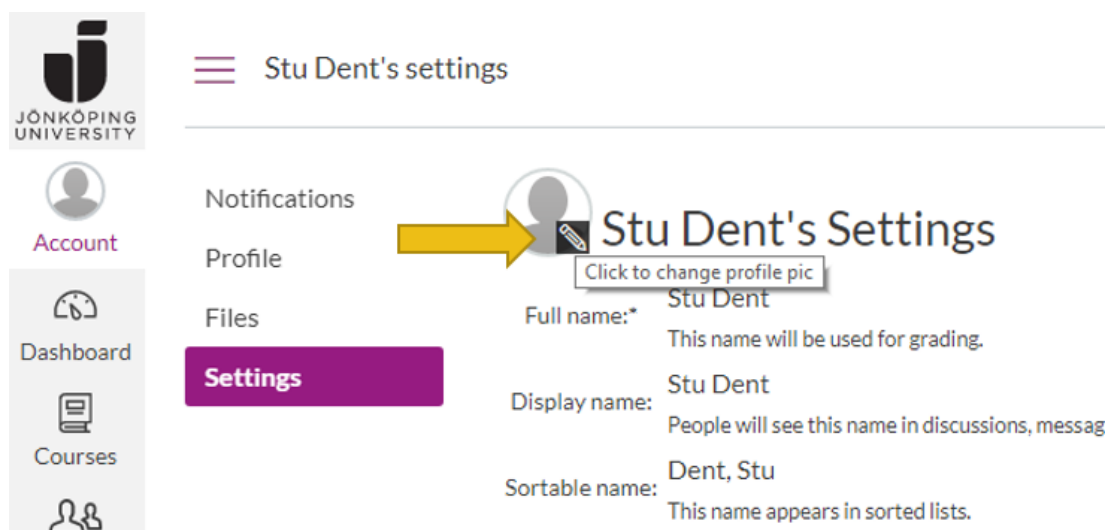 JÖNKÖPING
UNIVERSITY
Stu Dent's settings
Account
Dashboard
Courses
Notifications
Profile
Files
Settings
Stu Dent's Settings
Click to change profile pic
Full name:* Stu Dent
This name will be used for grading.
Display name: Stu Dent
People will see this name in discussions, messag
Sortable name: Dent, Stu
This name appears in sorted lists.